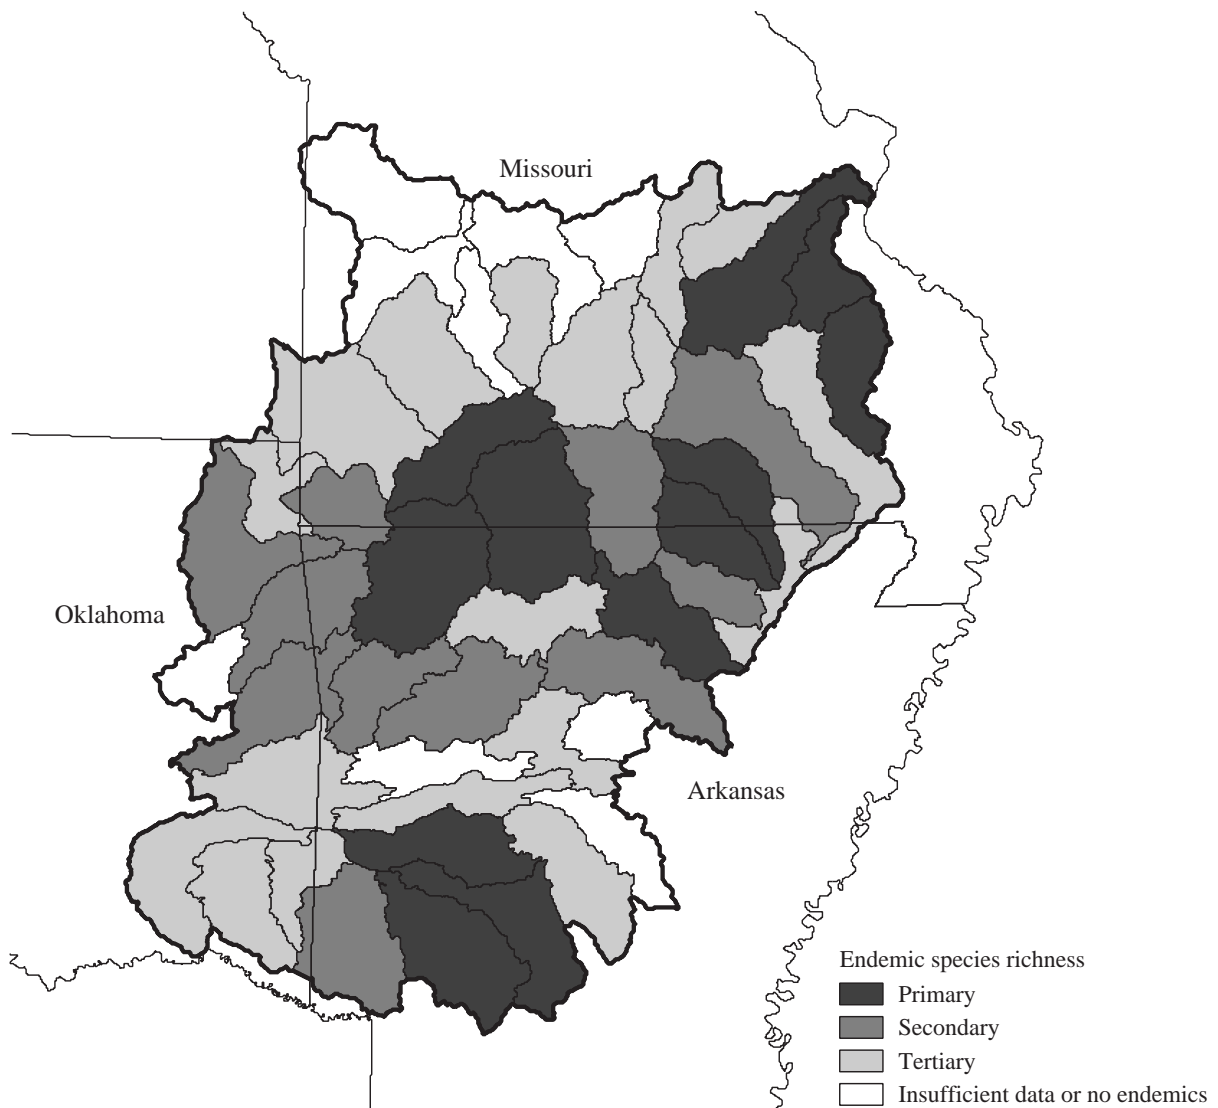 Missouri
Oklahoma
Arkansas
Endemic species richness
Primary
Secondary
Tertiary
Insufficient data or no endemics